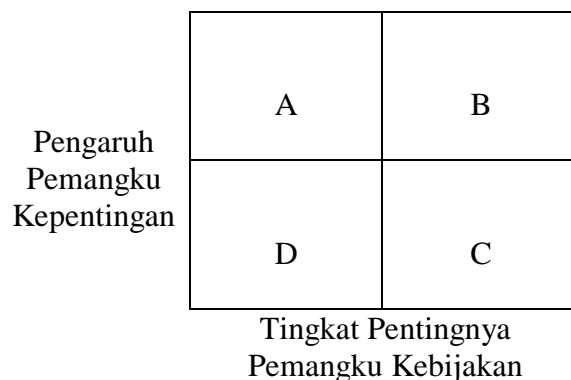 A
B
Pengaruh
Pemangku
Kepentingan
D
C
Tingkat Pentingnya
Pemangku Kebijakan